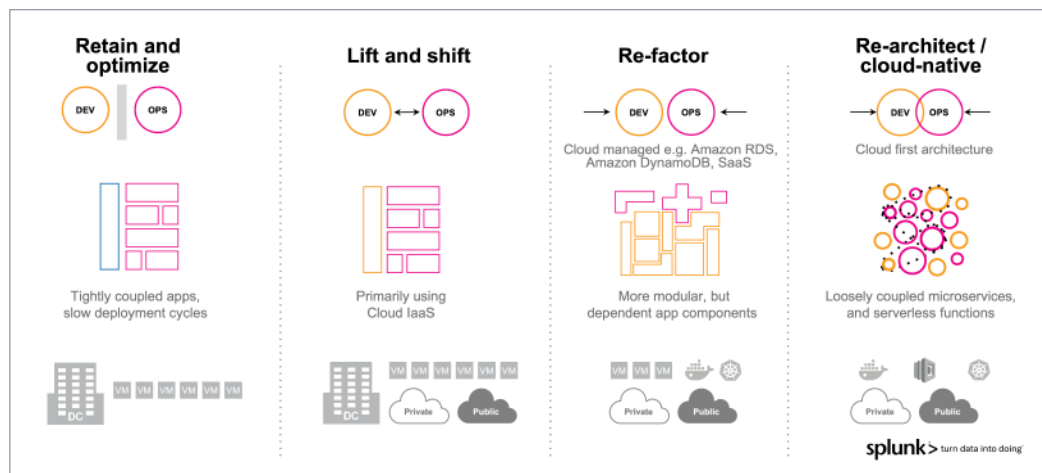 Retain and
optimize
DEV
OPS
Tightly coupled apps,
slow deployment cycles
DC
VM VM VM VM VM VM
Lift and shift
DEV
OPS
Primarily using
Cloud IaaS
VM VM VM VM VM VM
DC
Private
Public
Re-factor
DEV
OPS
Cloud managed e.g. Amazon RDS,
Amazon DynamoDB, SaaS
More modular, but
dependent app components
VM VM VM
Private
Public
Re-architect /
cloud-native
DEV
OPS
Cloud first architecture
Loosely coupled microservices,
and serverless functions
Private
Public
splunk> turn data into doing